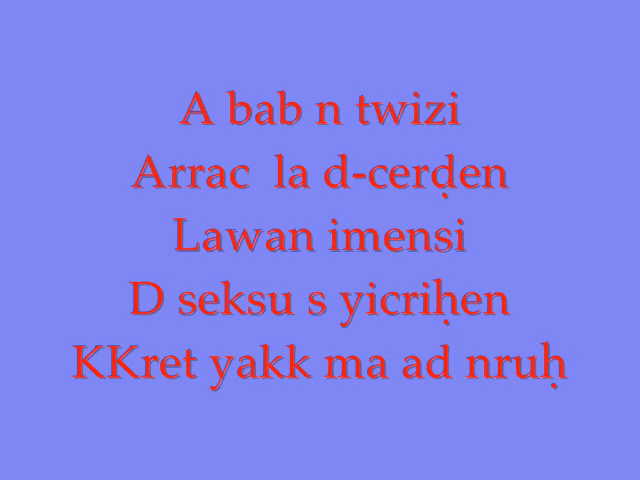 A bab n twizi
Arrac la d-cerḍen
Lawan imensi
D seksu s yicriḥen
KKret yakk ma ad nruḥ